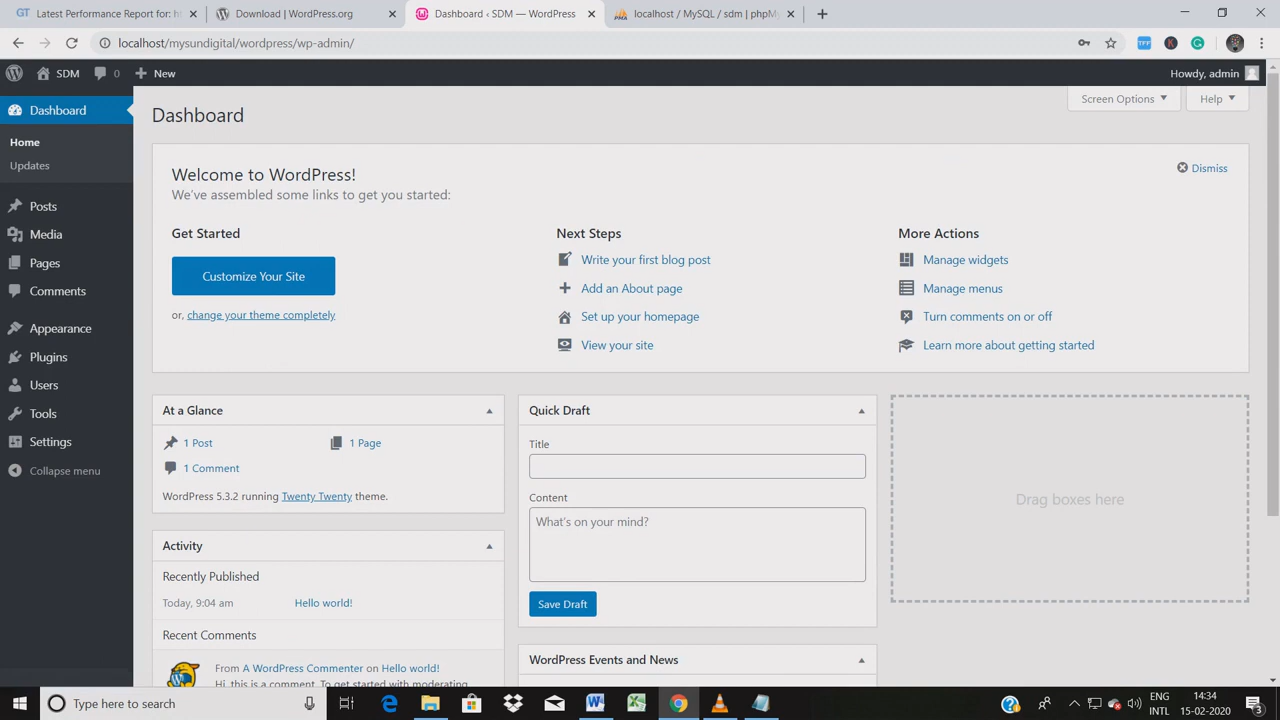 Latest Performance Report for: h
Download | WordPress.org
Dashboard ‹ SDM — WordPress
localhost / MySQL / sdm | phpM
localhost/mysundigital/wordpress/wp-admin/
SDM
0
New
Howdy, admin
Dashboard
Home
Updates
Posts
Media
Pages
Comments
Appearance
Plugins
Users
Tools
Settings
Collapse menu
Dashboard
Screen Options
Help
Welcome to WordPress!
We've assembled some links to get you started:
Dismiss
Get Started
Customize Your Site
or, change your theme completely
Next Steps
Write your first blog post
Add an About page
Set up your homepage
View your site
More Actions
Manage widgets
Manage menus
Turn comments on or off
Learn more about getting started
At a Glance
1 Post
1 Page
1 Comment
WordPress 5.3.2 running Twenty Twenty theme.
Activity
Recently Published
Today, 9:04 am
Hello world!
Recent Comments
From A WordPress Commenter on Hello world!
Hi, this is a comment. To get started with moderating,
Quick Draft
Title
Content
What's on your mind?
Save Draft
WordPress Events and News
Drag boxes here
Type here to search
ENG
INTL
14:34
15-02-2020
3